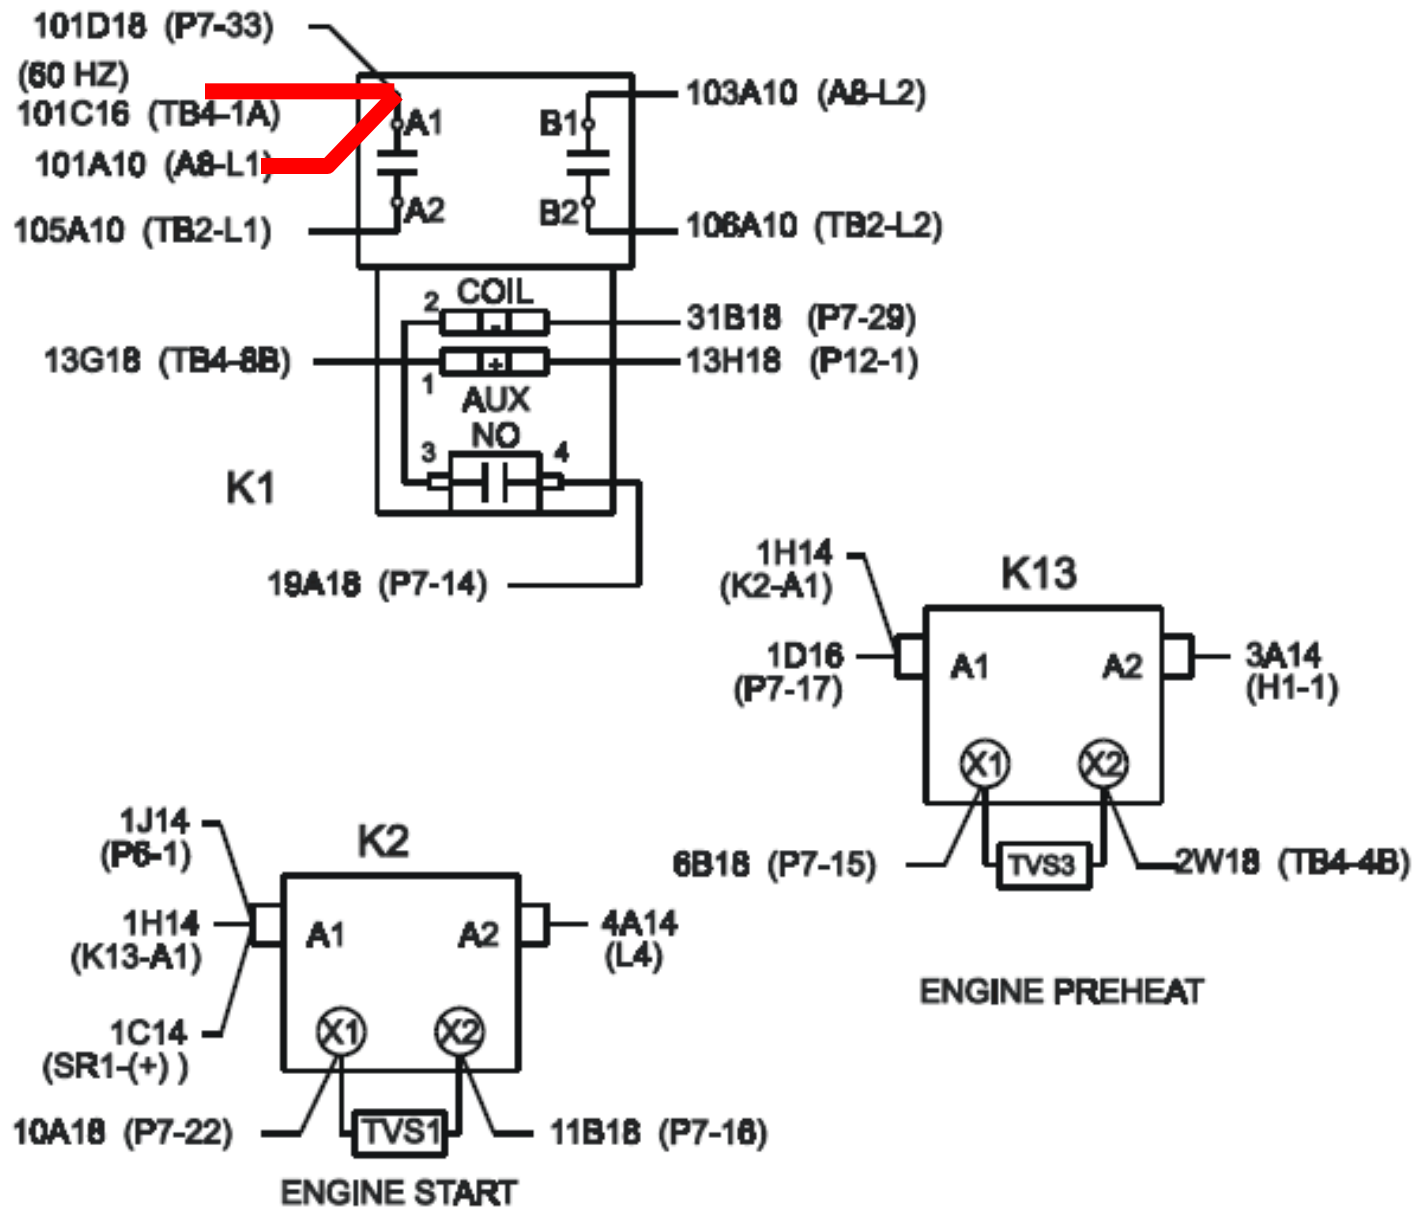 101D18 (P7-33)
(60 HZ)
101C16 (TB4-1A)
101A10 (A8-L1)
105A10 (TB2-L1)
A1
A2
B1
B2
103A10 (A8-L2)
106A10 (TB2-L2)
2 COIL
-
31B18 (P7-29)
13G18 (TB4-8B)
+
13H18 (P12-1)
1
AUX
NO
3
4
K1
19A18 (P7-14)
1H14
(K2-A1)
K13
1D16
(P7-17)
A1
A2
3A14
(H1-1)
X1
X2
6B18 (P7-15)
TVS3
2W18 (TB4-4B)
ENGINE PREHEAT
1J14
(P6-1)
K2
1H14
(K13-A1)
A1
A2
4A14
(L4)
1C14
(SR1-(+) )
X1
X2
10A18 (P7-22)
TVS1
11B18 (P7-16)
ENGINE START